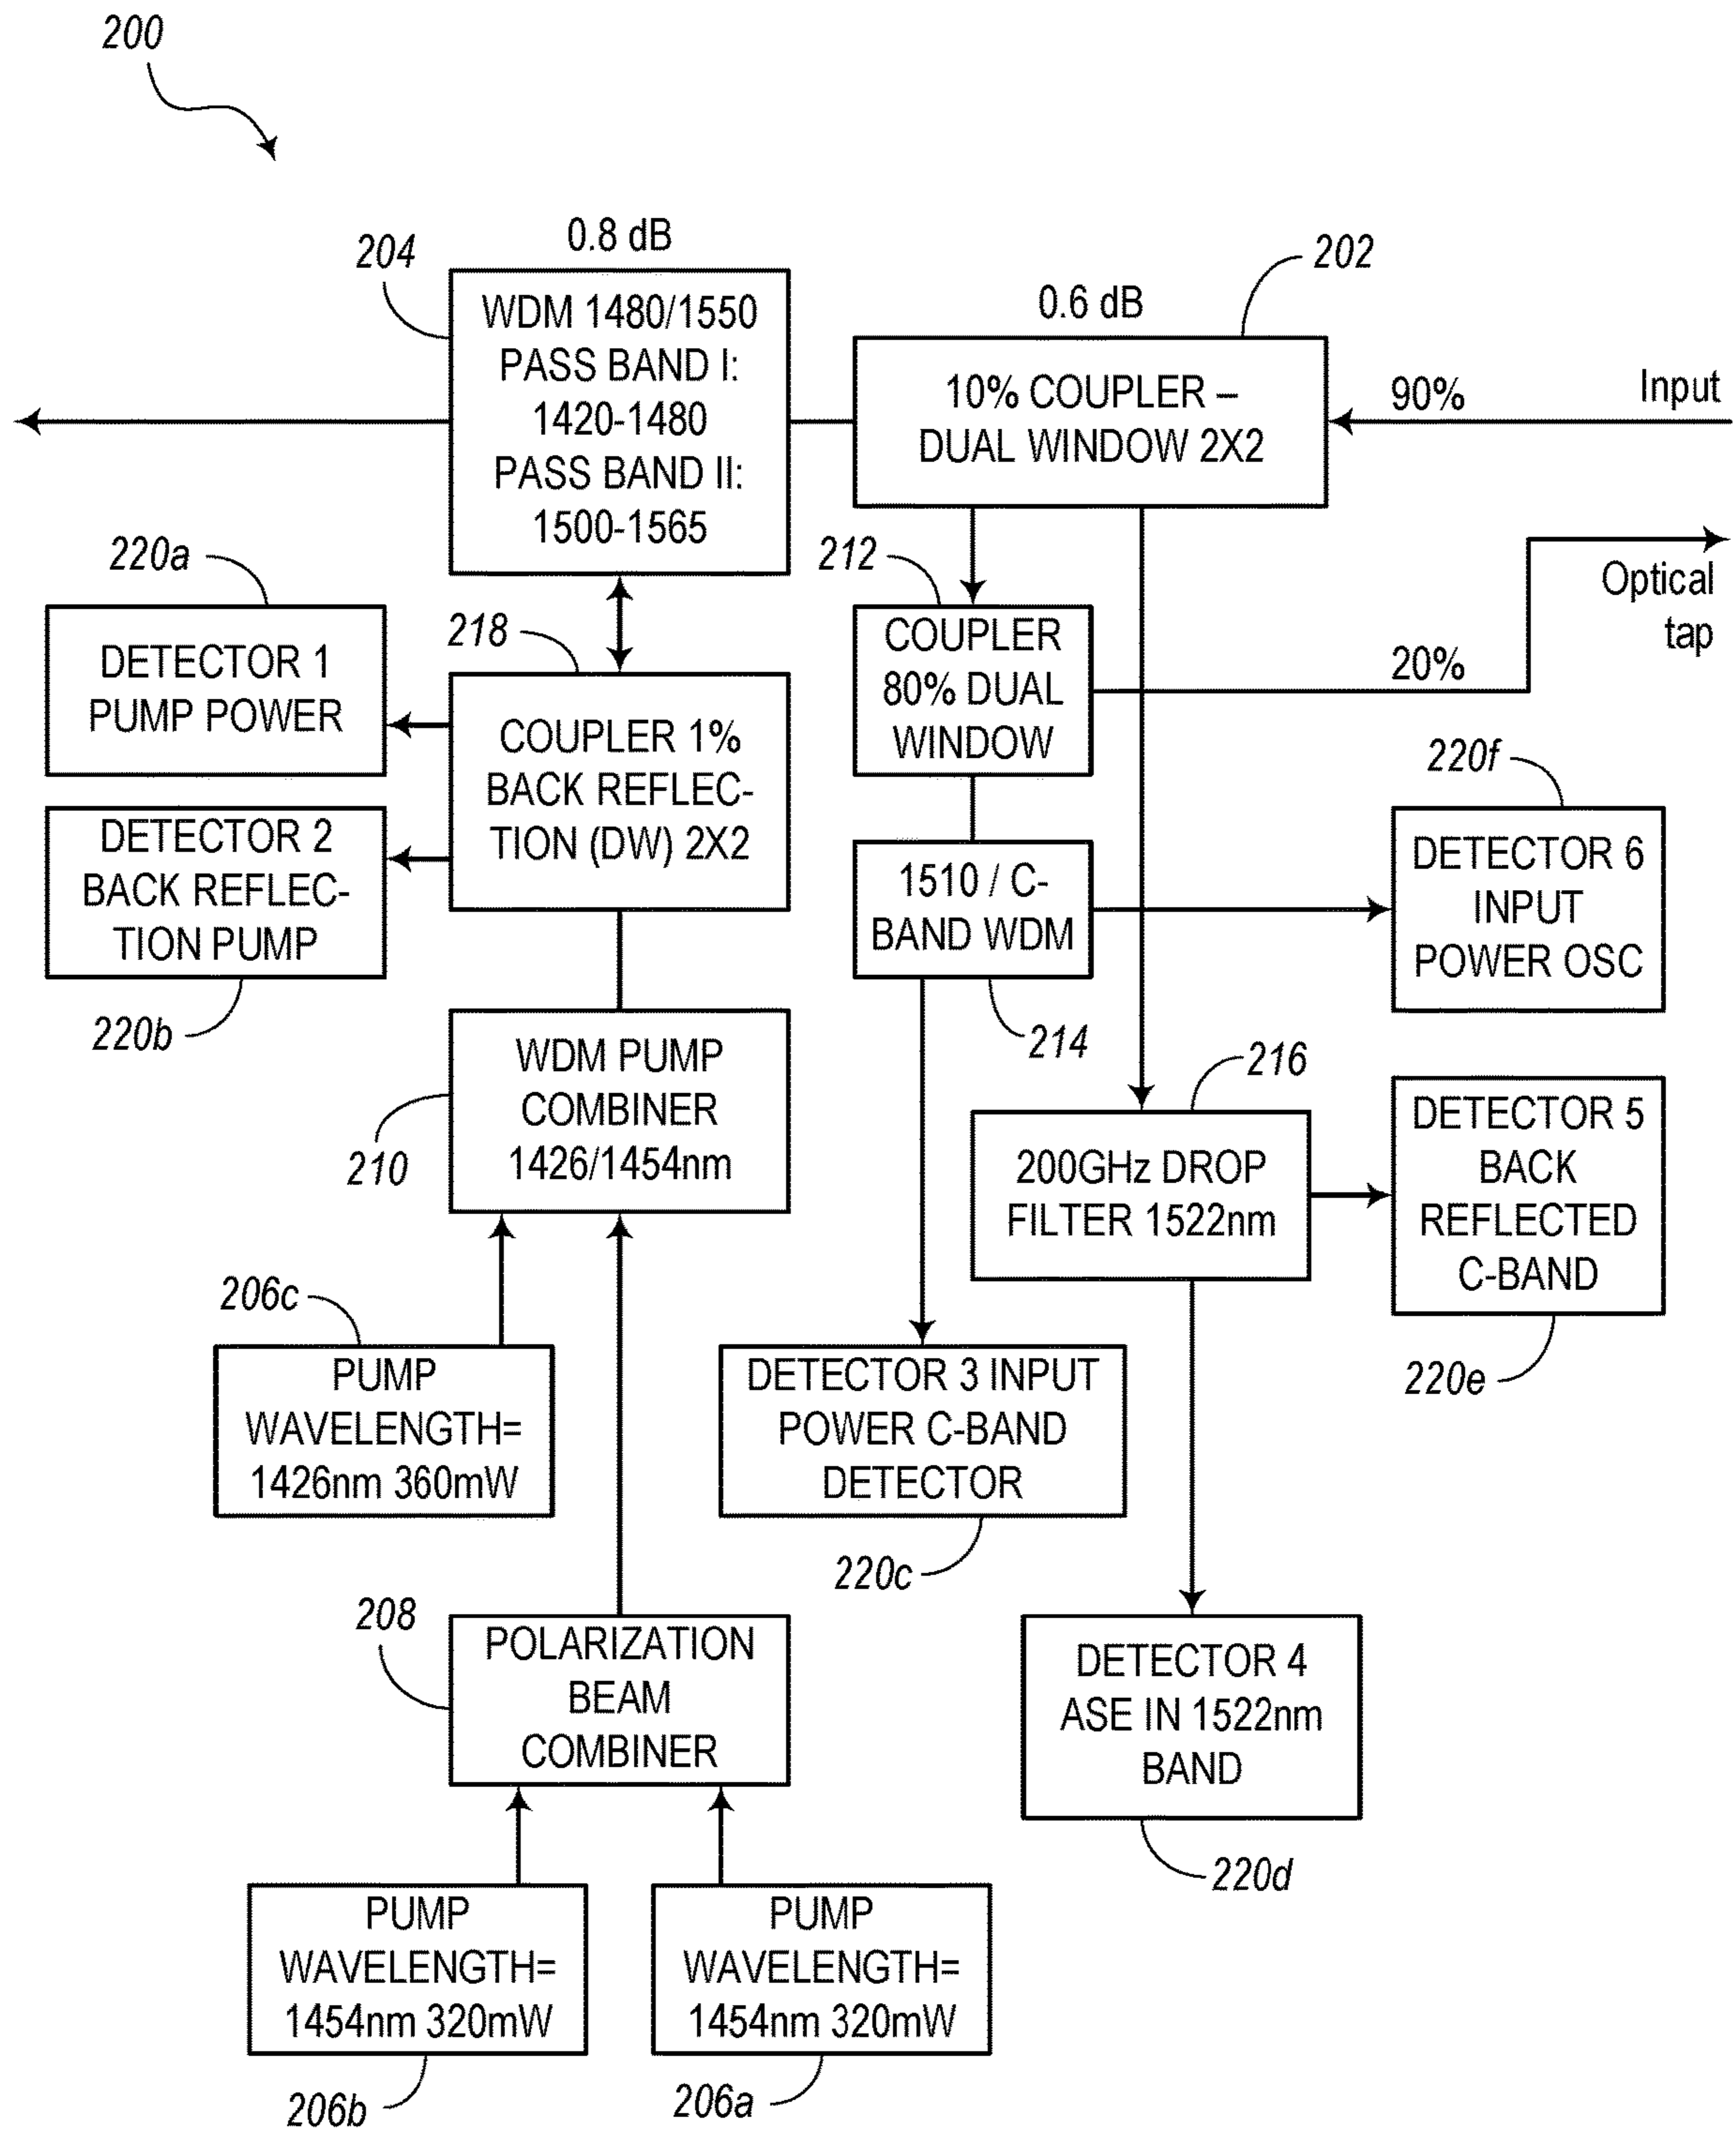 200
0.8 dB
204
WDM 1480/1550
PASS BAND I:
1420-1480
PASS BAND II:
1500-1565
0.6 dB
202
10% COUPLER –
DUAL WINDOW 2X2
90%
Input
220a
DETECTOR 1
PUMP POWER
218
COUPLER 1%
BACK REFLEC-
TION (DW) 2X2
212
COUPLER
80% DUAL
WINDOW
20%
Optical
tap
DETECTOR 2
BACK REFLEC-
TION PUMP
220b
1510 / C-
BAND WDM
214
220f
DETECTOR 6
INPUT
POWER OSC
WDM PUMP
COMBINER
1426/1454nm
210
216
200GHz DROP
FILTER 1522nm
DETECTOR 5
BACK
REFLECTED
C-BAND
220e
206c
PUMP
WAVELENGTH=
1426nm 360mW
DETECTOR 3 INPUT
POWER C-BAND
DETECTOR
220c
208
POLARIZATION
BEAM
COMBINER
DETECTOR 4
ASE IN 1522nm
BAND
220d
PUMP
WAVELENGTH=
1454nm 320mW
206b
PUMP
WAVELENGTH=
1454nm 320mW
206a